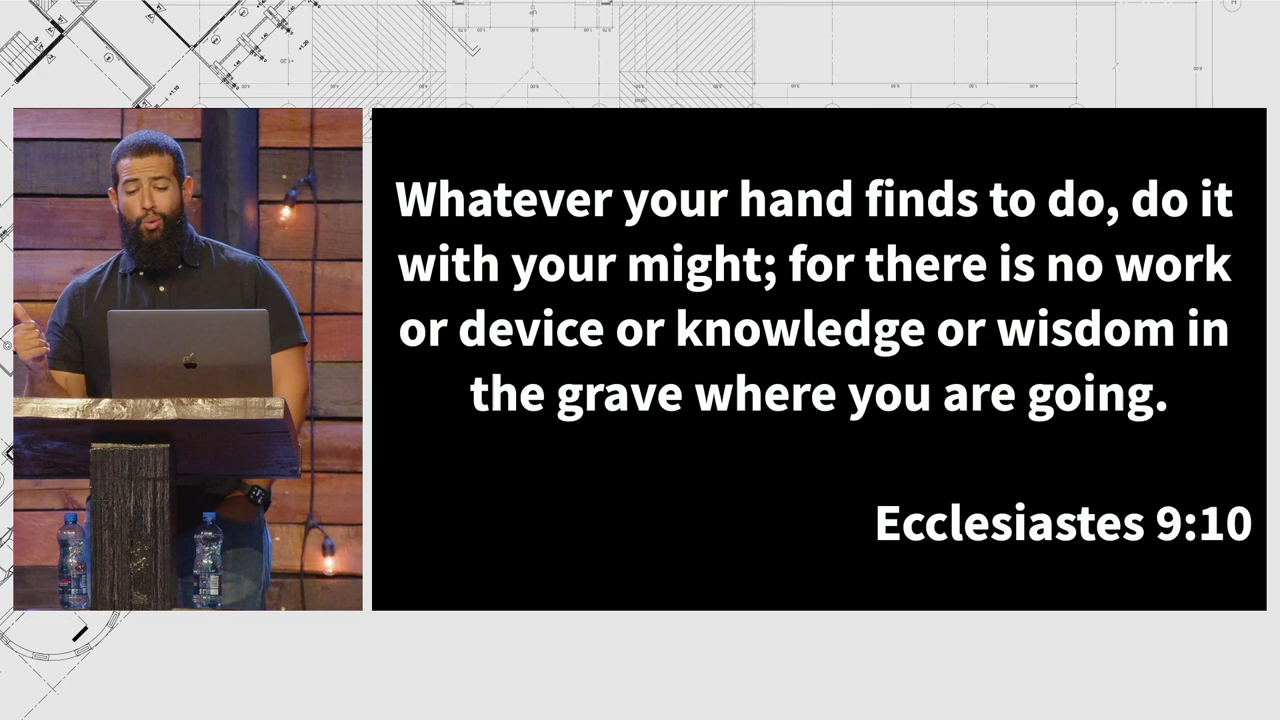 Whatever your hand finds to do, do it
with your might; for there is no work
or device or knowledge or wisdom in
the grave where you are going.
Ecclesiastes 9:10